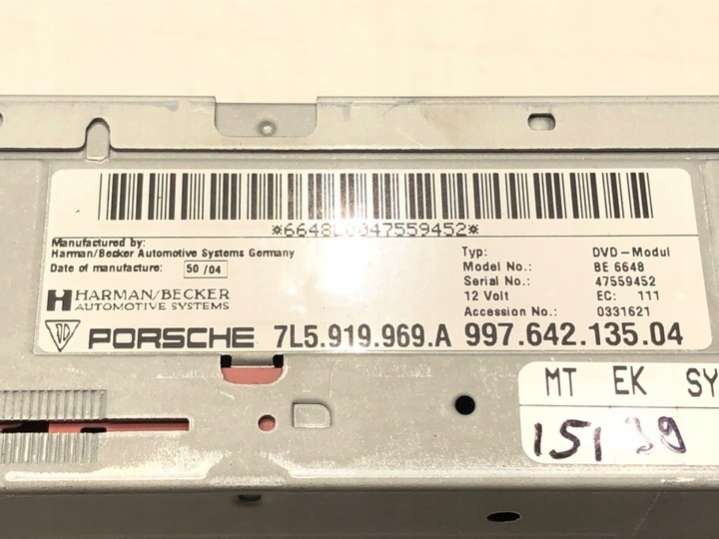 *6648L0047559452*
Manufactured by:
Harman/Becker Automotive Systems Germany
Date of manufacture: 50 /04
HARMAN/BECKER
AUTOMOTIVE SYSTEMS
Typ: DVD-Modul
Model No.: BE 6648
Serial No.: 47559452
12 Volt EC: 111
Accession No.: 0331621
PORSCHE 7L5.919.969.A 997.642.135.04
MT EK SY